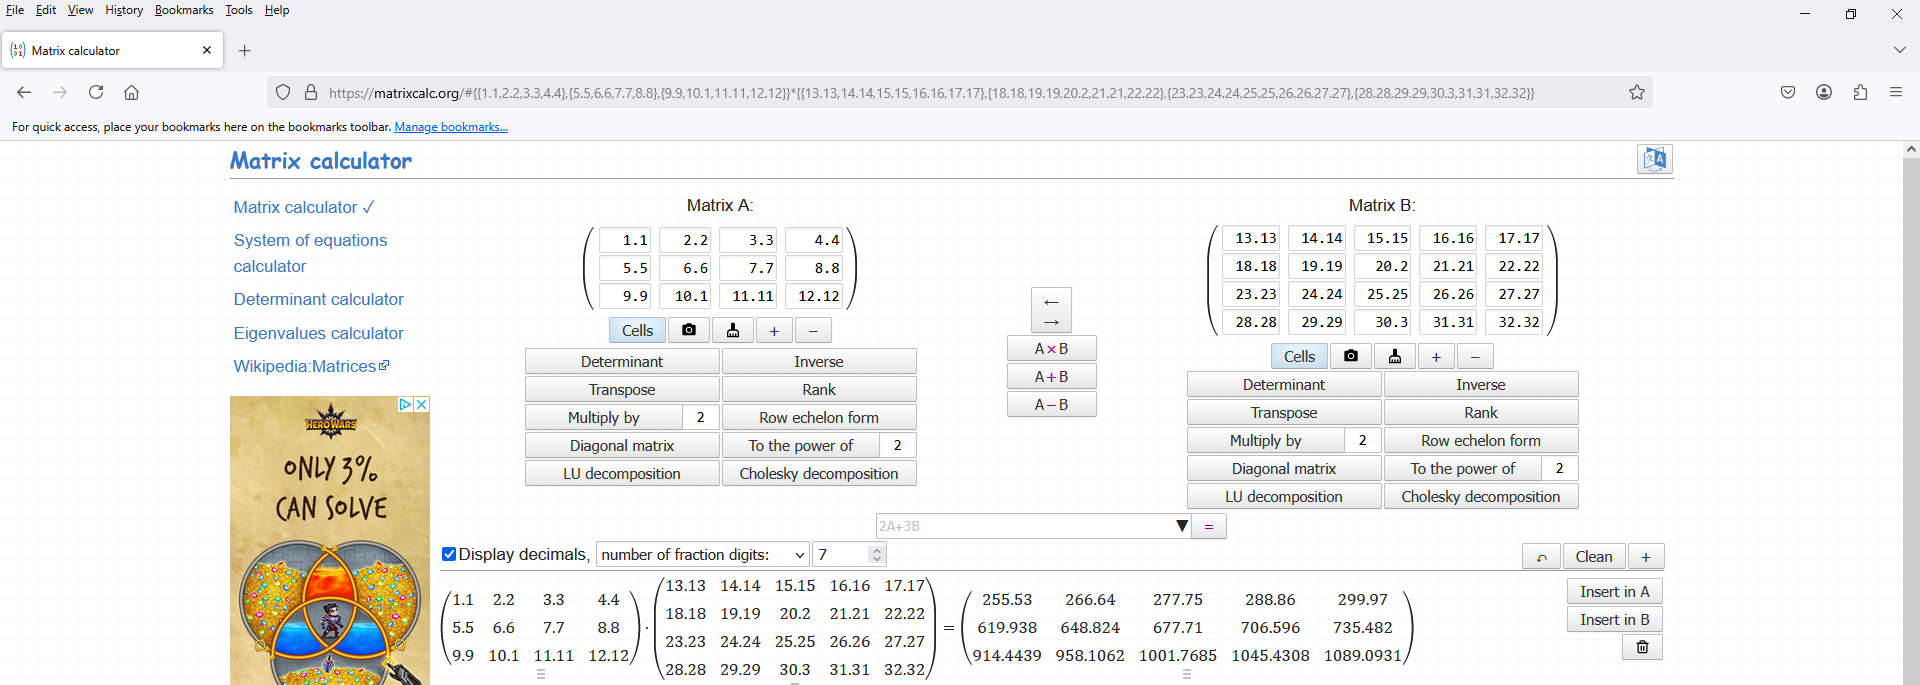 File Edit View History Bookmarks Tools Help
Matrix calculator
https://matrixcalc.org/#{{1.1,2.2,3.3,4.4},{5.5,6.6,7.7,8.8},{9.9,10.1,11.11,12.12}}*{{13.13,14.14,15.15,16.16,17.17},{18.18,19.19,20.2,21.21,22.22},{23.23,24.24,25.25,26.26,27.27},{28.28,29.29,30.3,31.31,32.32}}
For quick access, place your bookmarks here on the bookmarks toolbar. Manage bookmarks...
Matrix calculator
Matrix calculator ✓
System of equations
calculator
Determinant calculator
Eigenvalues calculator
Wikipedia:Matrices
HERO WARS
ONLY 3%
CAN SOLVE
Matrix A:
1.1 2.2 3.3 4.4
5.5 6.6 7.7 8.8
9.9 10.1 11.11 12.12
Cells + −
Determinant Inverse
Transpose Rank
Multiply by 2 Row echelon form
Diagonal matrix To the power of 2
LU decomposition Cholesky decomposition
←
→
A×B
A+B
A−B
Matrix B:
13.13 14.14 15.15 16.16 17.17
18.18 19.19 20.2 21.21 22.22
23.23 24.24 25.25 26.26 27.27
28.28 29.29 30.3 31.31 32.32
Cells + −
Determinant Inverse
Transpose Rank
Multiply by 2 Row echelon form
Diagonal matrix To the power of 2
LU decomposition Cholesky decomposition
2A+3B ▼ =
Display decimals, number of fraction digits: 7
Clean +
1.1 2.2 3.3 4.4
5.5 6.6 7.7 8.8
9.9 10.1 11.11 12.12
·
13.13 14.14 15.15 16.16 17.17
18.18 19.19 20.2 21.21 22.22
23.23 24.24 25.25 26.26 27.27
28.28 29.29 30.3 31.31 32.32
=
255.53 266.64 277.75 288.86 299.97
619.938 648.824 677.71 706.596 735.482
914.4439 958.1062 1001.7685 1045.4308 1089.0931
Insert in A
Insert in B